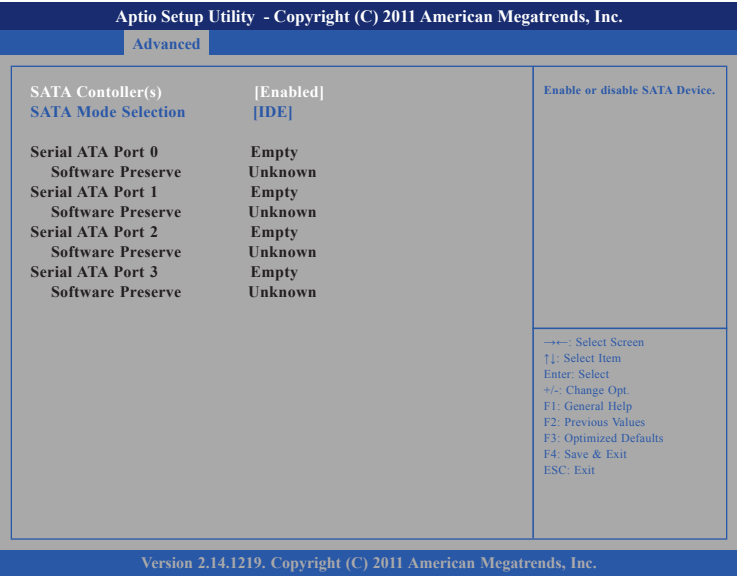 Aptio Setup Utility - Copyright (C) 2011 American Megatrends, Inc.
Advanced
SATA Contoller(s) [Enabled]
SATA Mode Selection [IDE]
Serial ATA Port 0 Empty
Software Preserve Unknown
Serial ATA Port 1 Empty
Software Preserve Unknown
Serial ATA Port 2 Empty
Software Preserve Unknown
Serial ATA Port 3 Empty
Software Preserve Unknown
Enable or disable SATA Device.
→←: Select Screen
↑↓: Select Item
Enter: Select
+/-: Change Opt.
F1: General Help
F2: Previous Values
F3: Optimized Defaults
F4: Save & Exit
ESC: Exit
Version 2.14.1219. Copyright (C) 2011 American Megatrends, Inc.